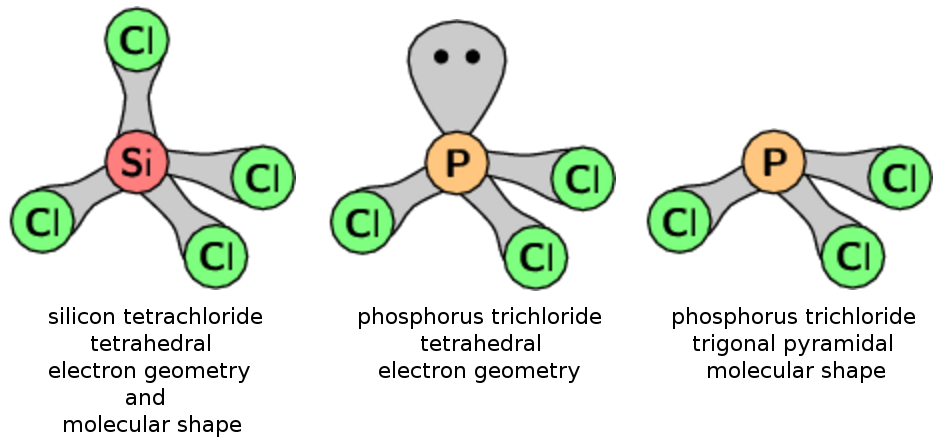 Cl
Si
Cl
Cl
Cl
silicon tetrachloride
tetrahedral
electron geometry
and
molecular shape
P
Cl
Cl
Cl
phosphorus trichloride
tetrahedral
electron geometry
P
Cl
Cl
Cl
phosphorus trichloride
trigonal pyramidal
molecular shape